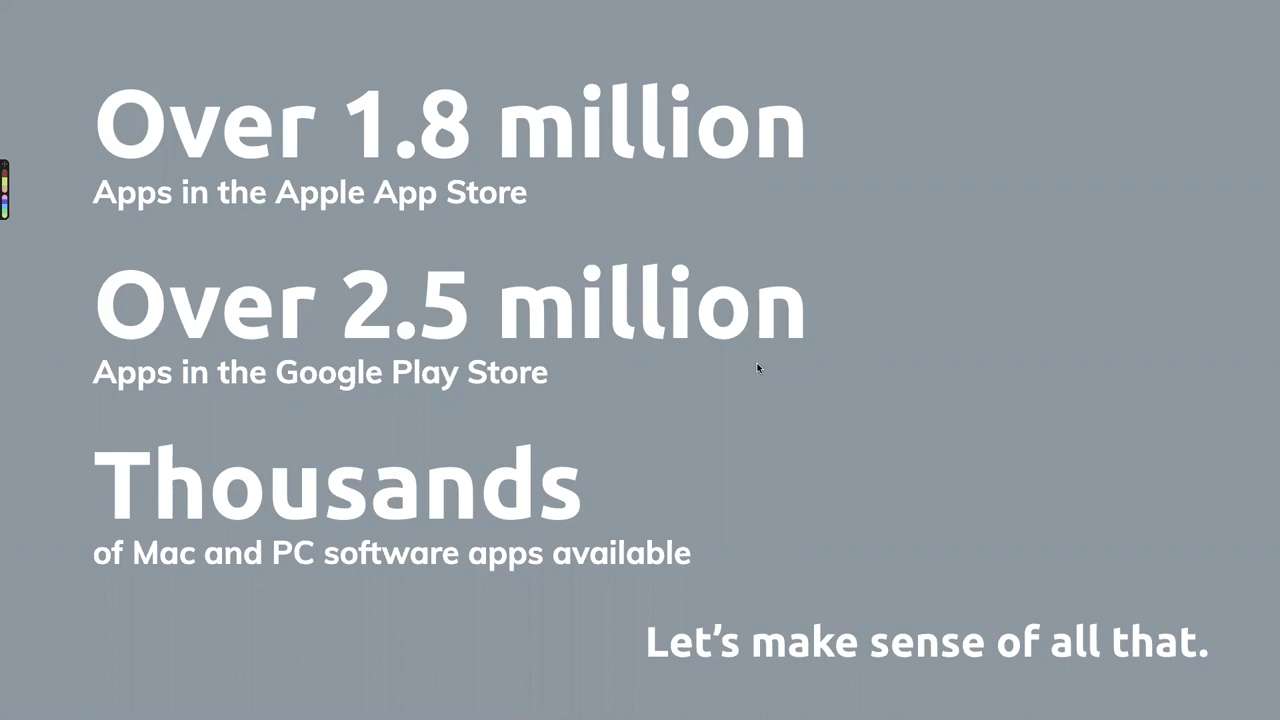 Over 1.8 million
Apps in the Apple App Store
Over 2.5 million
Apps in the Google Play Store
Thousands
of Mac and PC software apps available
Let's make sense of all that.